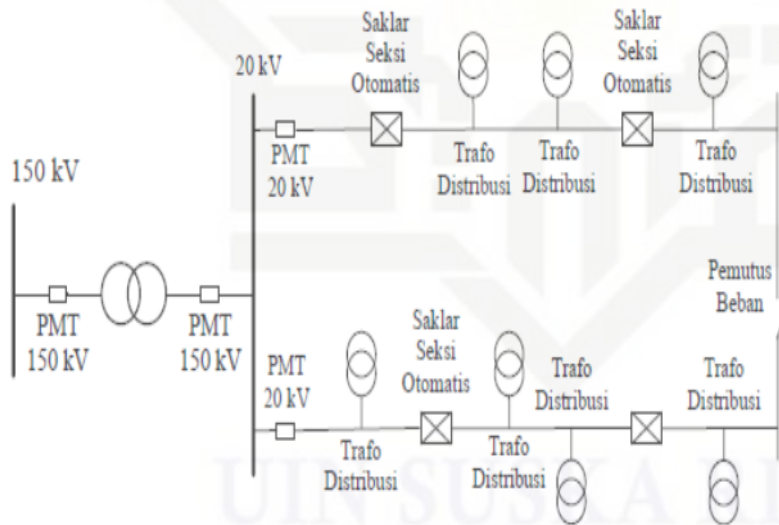 Saklar
Seksi
Otomatis
Saklar
Seksi
Otomatis
20 kV
PMT
20 kV
Trafo
Distribusi
Trafo
Distribusi
Trafo
Distribusi
150 kV
PMT
150 kV
PMT
150 kV
Pemutus
Beban
PMT
20 kV
Saklar
Seksi
Otomatis
Trafo
Distribusi
Trafo
Distribusi
Trafo
Distribusi
Trafo
Distribusi
UIN SUSKA